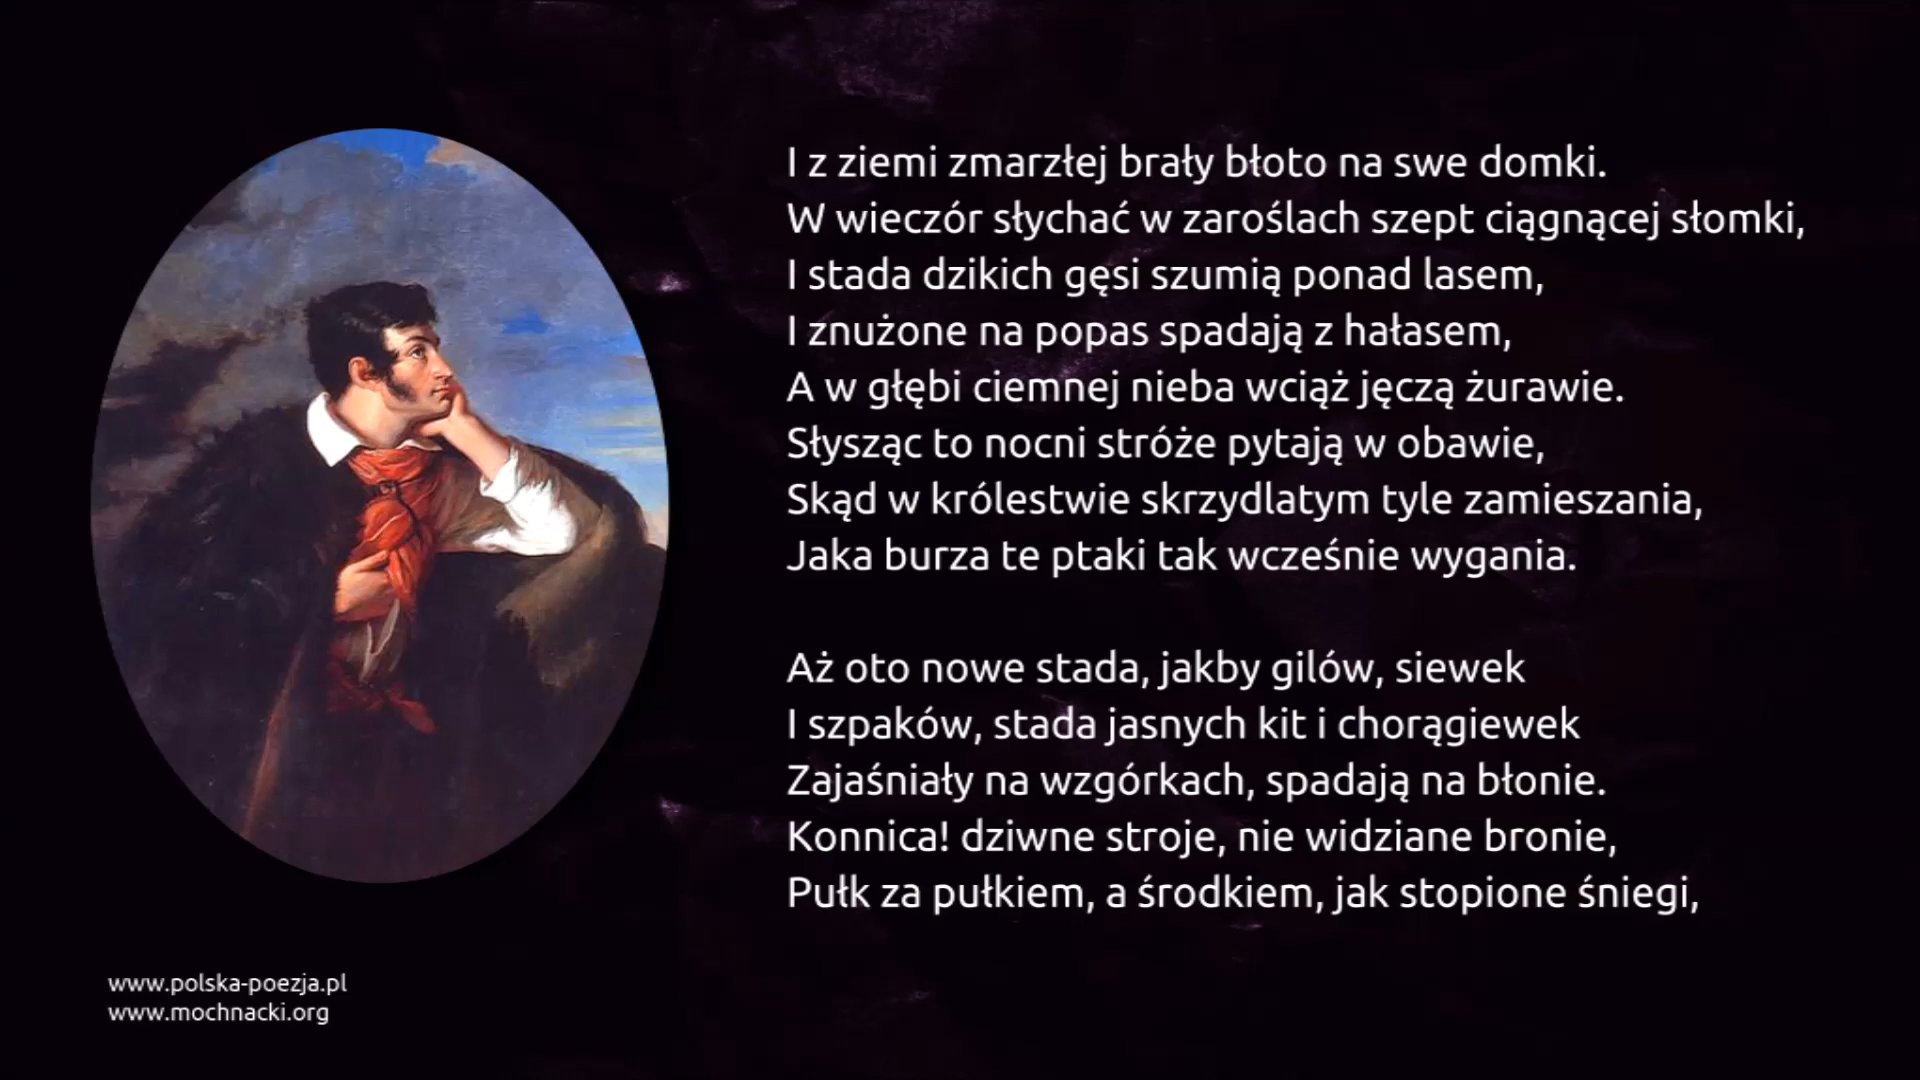 I z ziemi zmarzłej brały błoto na swe domki.
W wieczór słychać w zaroślach szept ciągnącej słomki,
I stada dzikich gęsi szumią ponad lasem,
I znużone na popas spadają z hałasem,
A w głębi ciemnej nieba wciąż jęczą żurawie.
Słysząc to nocni stróże pytają w obawie,
Skąd w królestwie skrzydlatym tyle zamieszania,
Jaka burza te ptaki tak wcześnie wygania.
Aż oto nowe stada, jakby gilów, siewek
I szpaków, stada jasnych kit i chorągiewek
Zajaśniały na wzgórkach, spadają na błonie.
Konnica! dziwne stroje, nie widziane bronie,
Pułk za pułkiem, a środkiem, jak stopione śniegi,
www.polska-poezja.pl
www.mochnacki.org